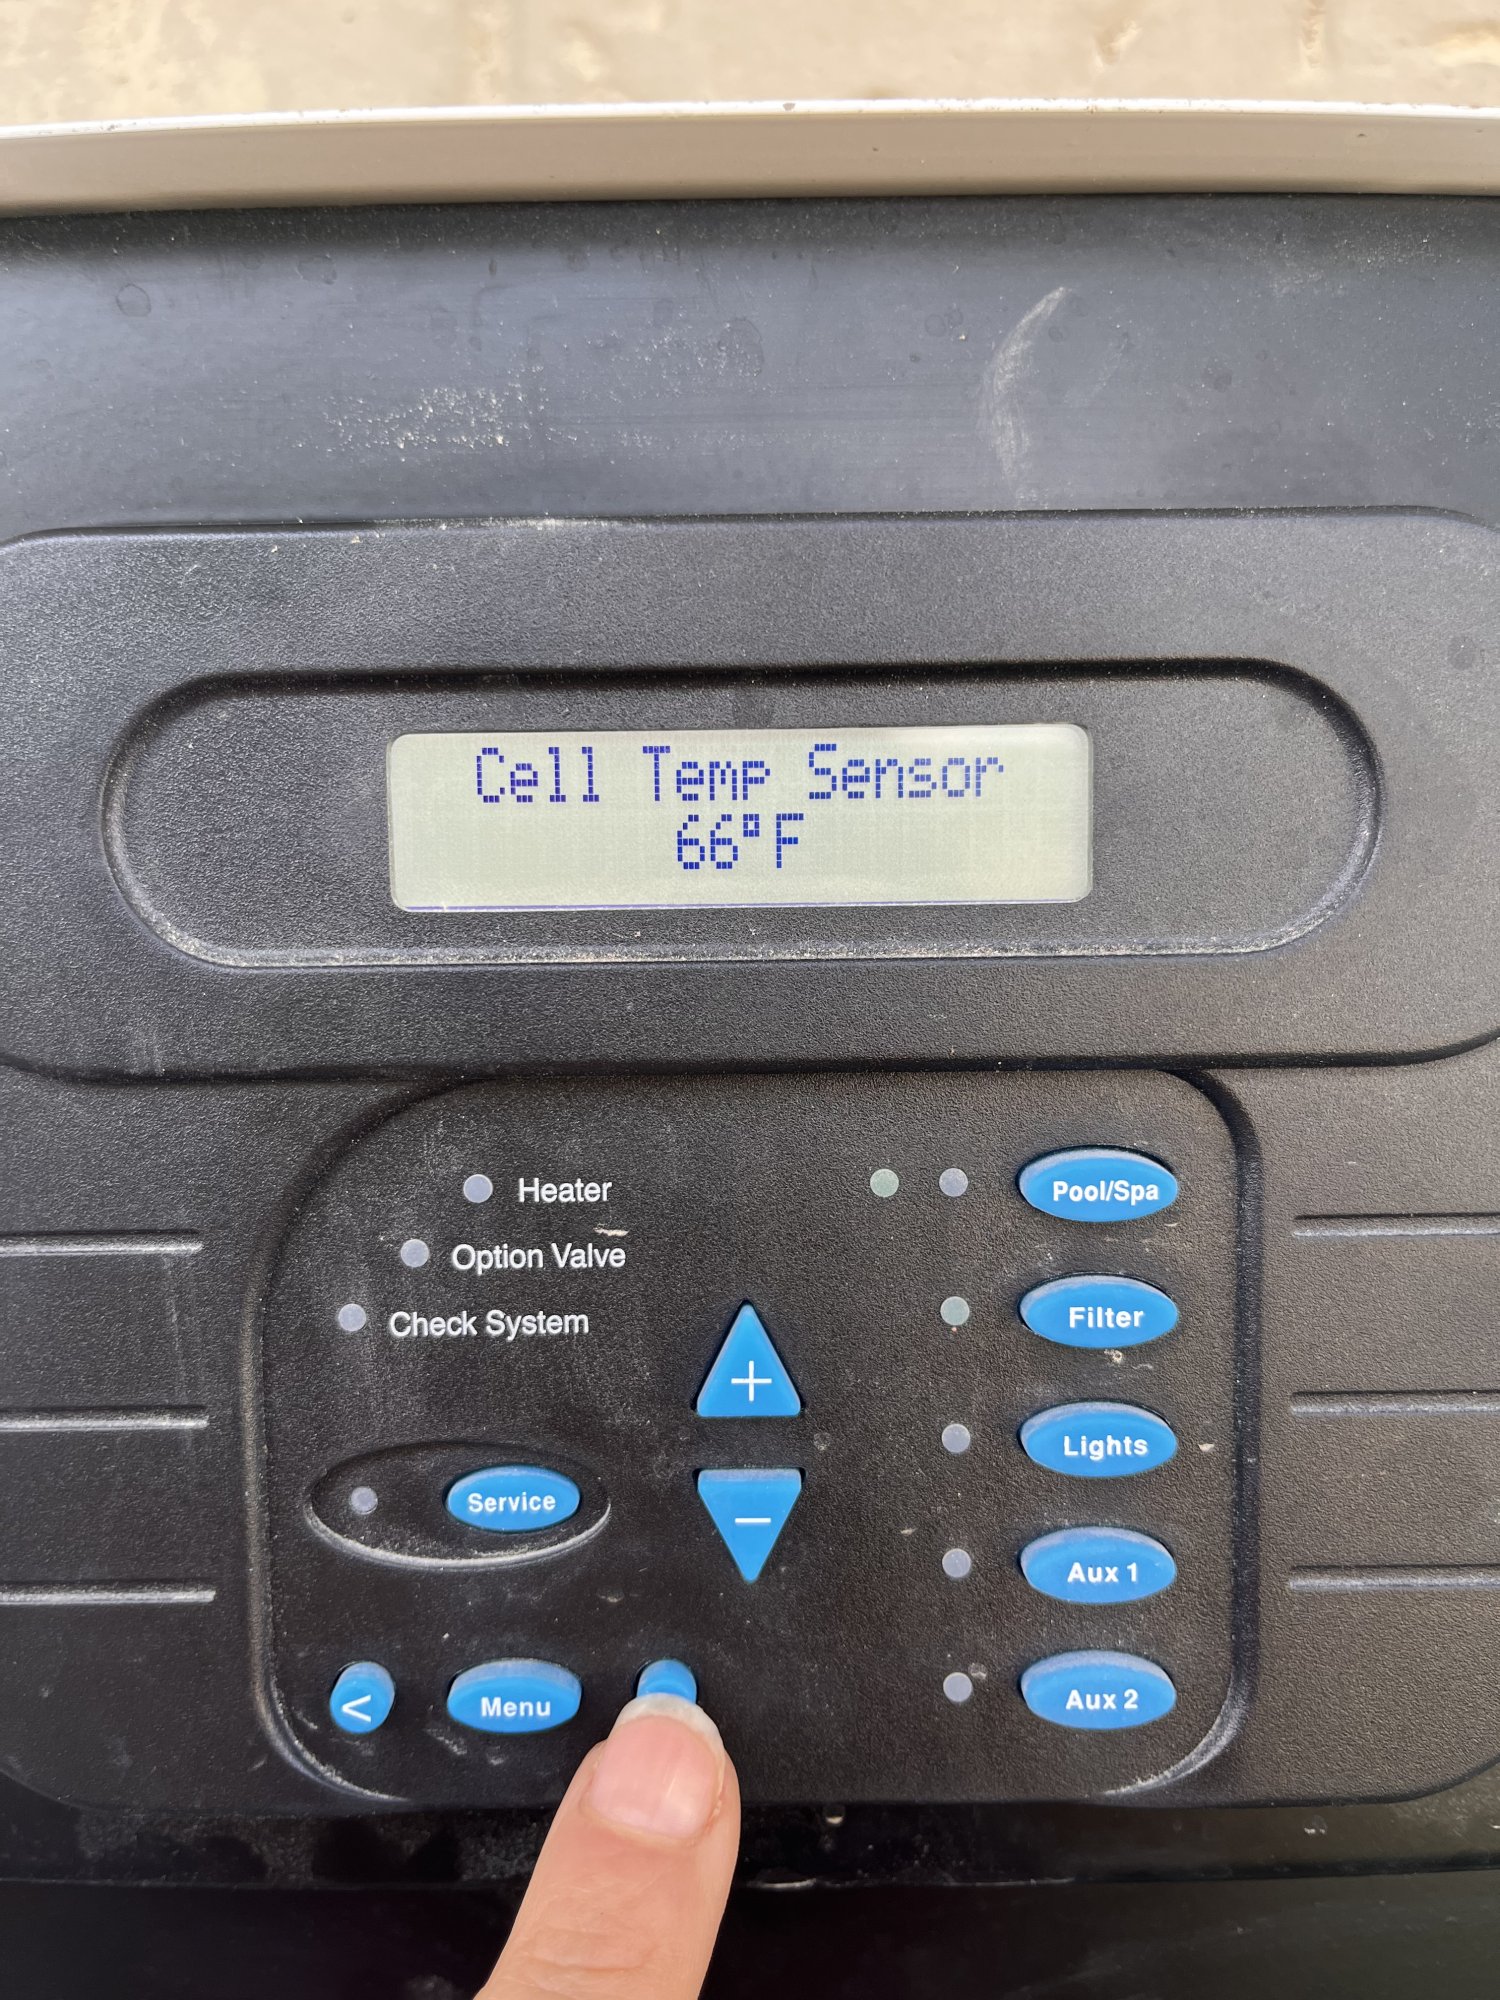 Cell Temp Sensor
66°F
Heater
Option Valve
Check System
Service
<
Menu
+
−
Pool/Spa
Filter
Lights
Aux 1
Aux 2